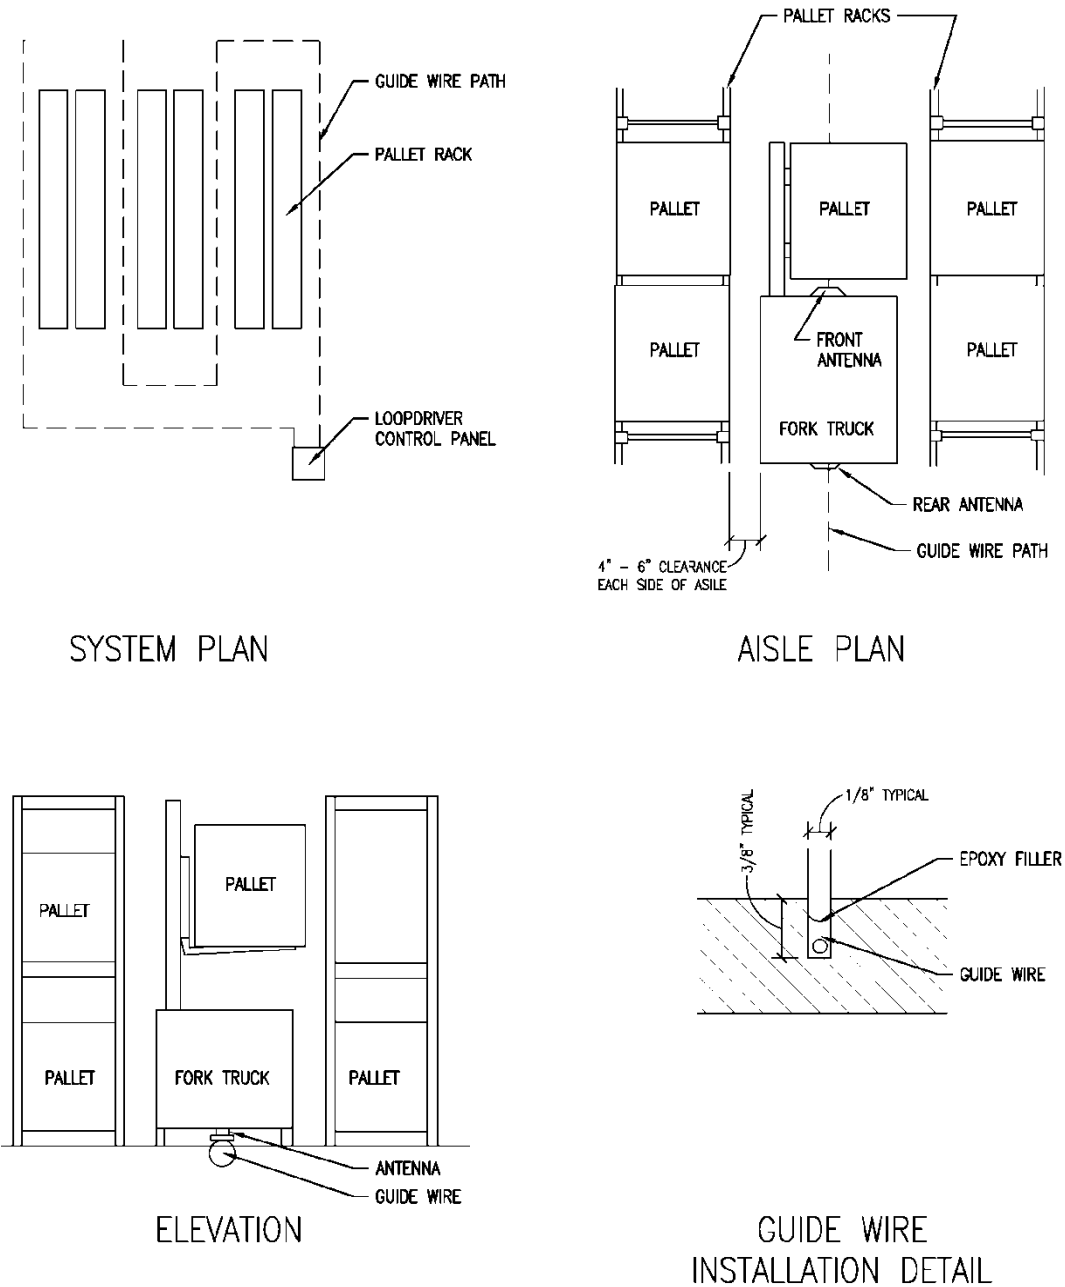 GUIDE WIRE PATH
PALLET RACK
LOOPDRIVER
CONTROL PANEL
SYSTEM PLAN
PALLET RACKS
PALLET
PALLET
PALLET
PALLET
FRONT
ANTENNA
PALLET
FORK TRUCK
REAR ANTENNA
GUIDE WIRE PATH
4" - 6" CLEARANCE
EACH SIDE OF ASILE
AISLE PLAN
PALLET
PALLET
PALLET
FORK TRUCK
PALLET
ANTENNA
GUIDE WIRE
ELEVATION
1/8" TYPICAL
3/8" TYPICAL
EPOXY FILLER
GUIDE WIRE
GUIDE WIRE
INSTALLATION DETAIL